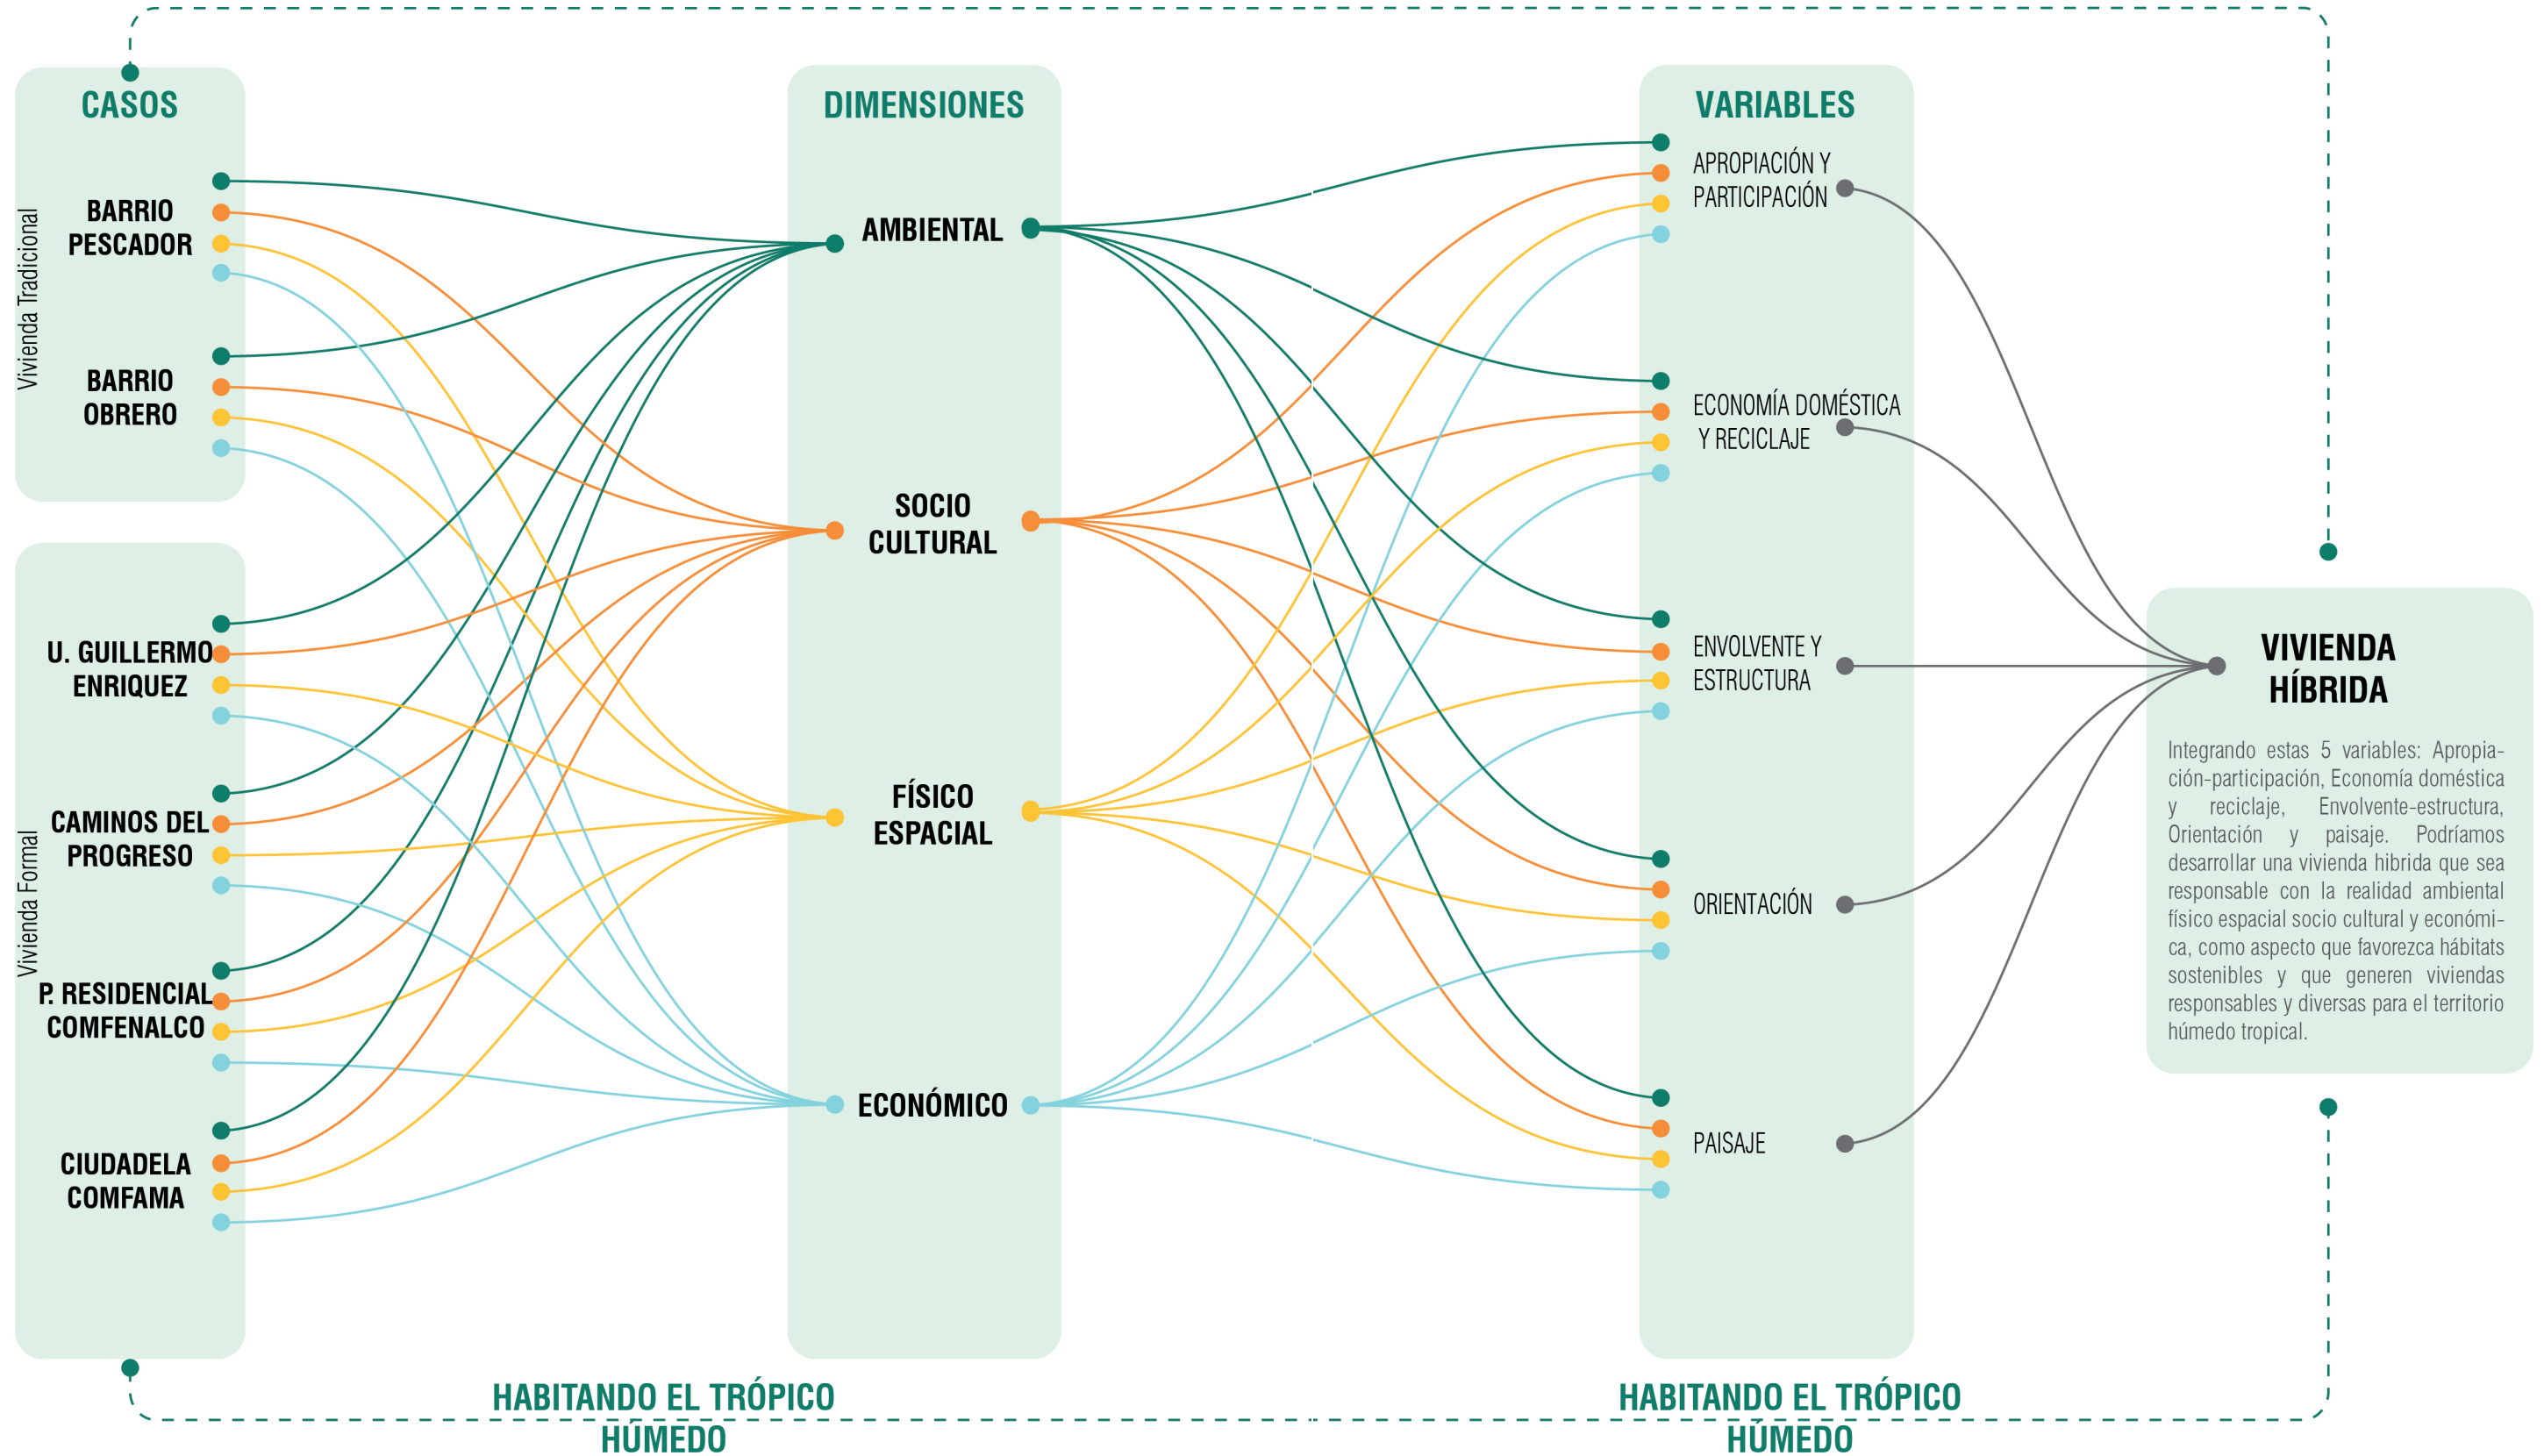 CASOS
Vivienda Tradicional
BARRIO
PESCADOR
BARRIO
OBRERO
Vivienda Formal
U. GUILLERMO
ENRIQUEZ
CAMINOS DEL
PROGRESO
P. RESIDENCIAL
COMFENALCO
CIUDADELA
COMFAMA
DIMENSIONES
AMBIENTAL
SOCIO
CULTURAL
FÍSICO
ESPACIAL
ECONÓMICO
VARIABLES
APROPIACIÓN Y
PARTICIPACIÓN
ECONOMÍA DOMÉSTICA
Y RECICLAJE
ENVOLVENTE Y
ESTRUCTURA
ORIENTACIÓN
PAISAJE
VIVIENDA
HÍBRIDA
Integrando estas 5 variables: Apropia-
ción-participación, Economía doméstica
y reciclaje, Envolvente-estructura,
Orientación y paisaje. Podríamos
desarrollar una vivienda hibrida que sea
responsable con la realidad ambiental
físico espacial socio cultural y económi-
ca, como aspecto que favorezca hábitats
sostenibles y que generen viviendas
responsables y diversas para el territorio
húmedo tropical.
HABITANDO EL TRÓPICO
HÚMEDO
HABITANDO EL TRÓPICO
HÚMEDO